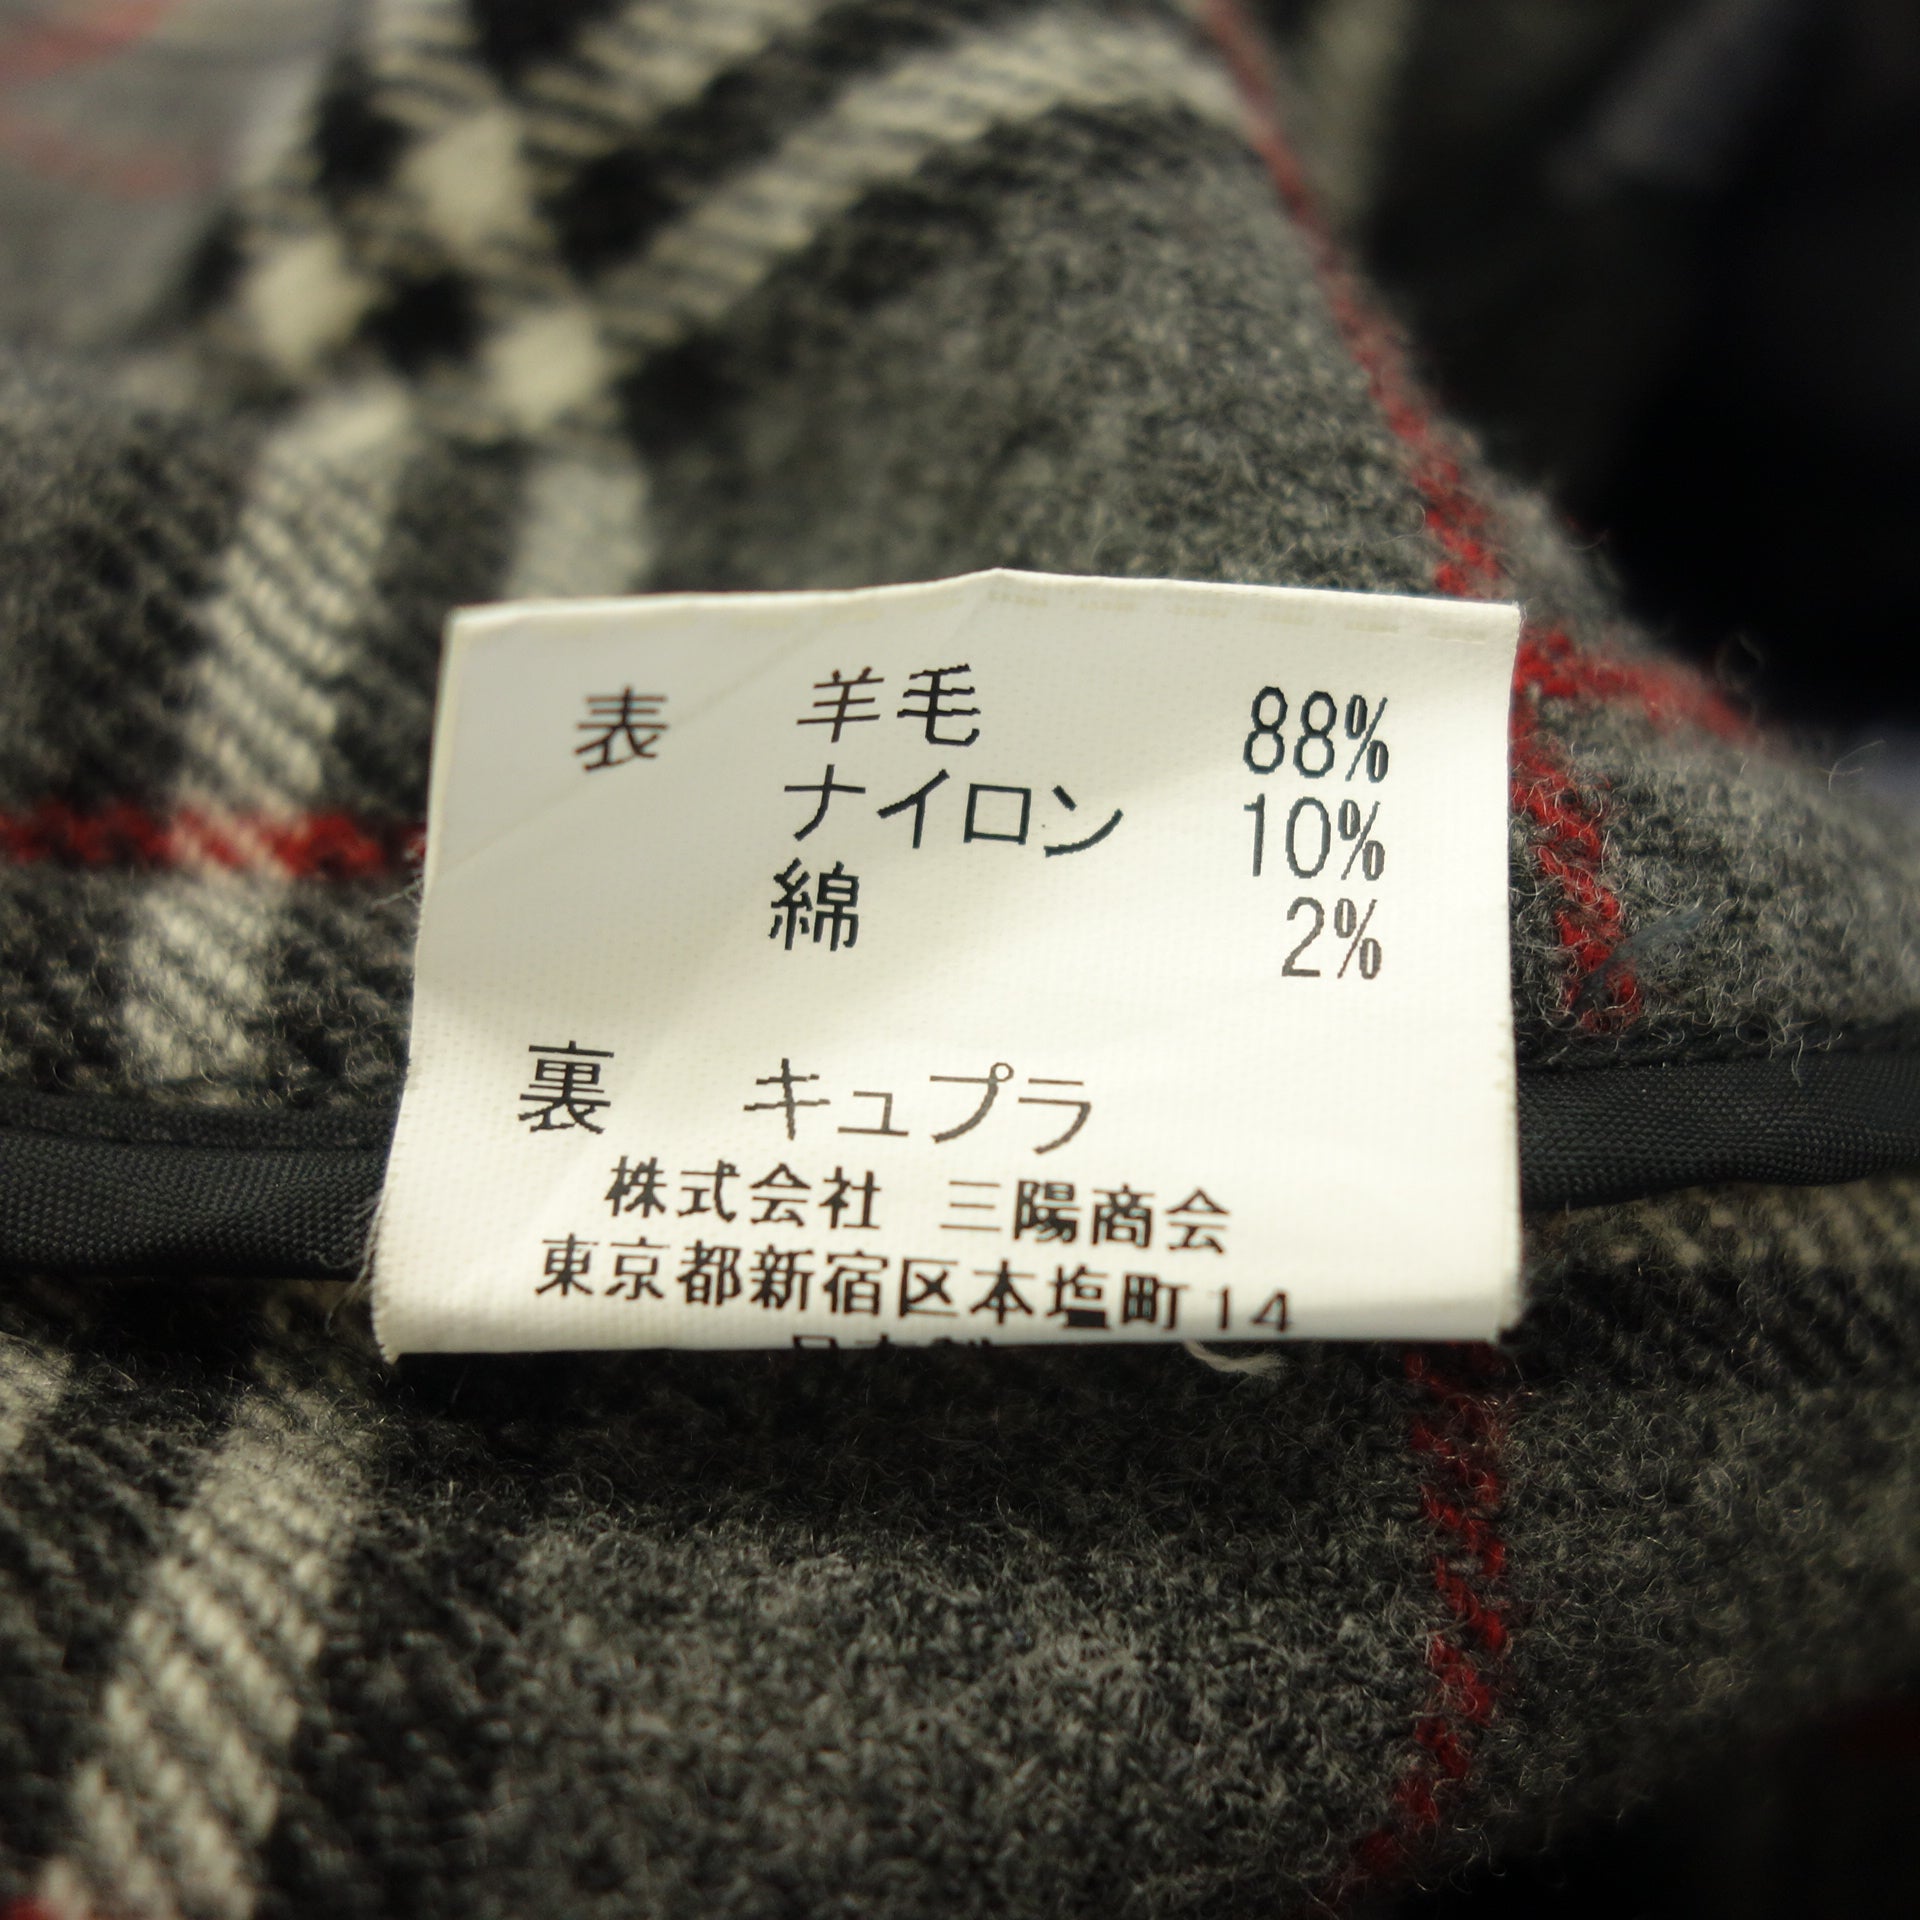 表 羊毛 88%
ナイロン 10%
綿 2%
裏 キュプラ
株式会社 三陽商会
東京都新宿区本塩町14